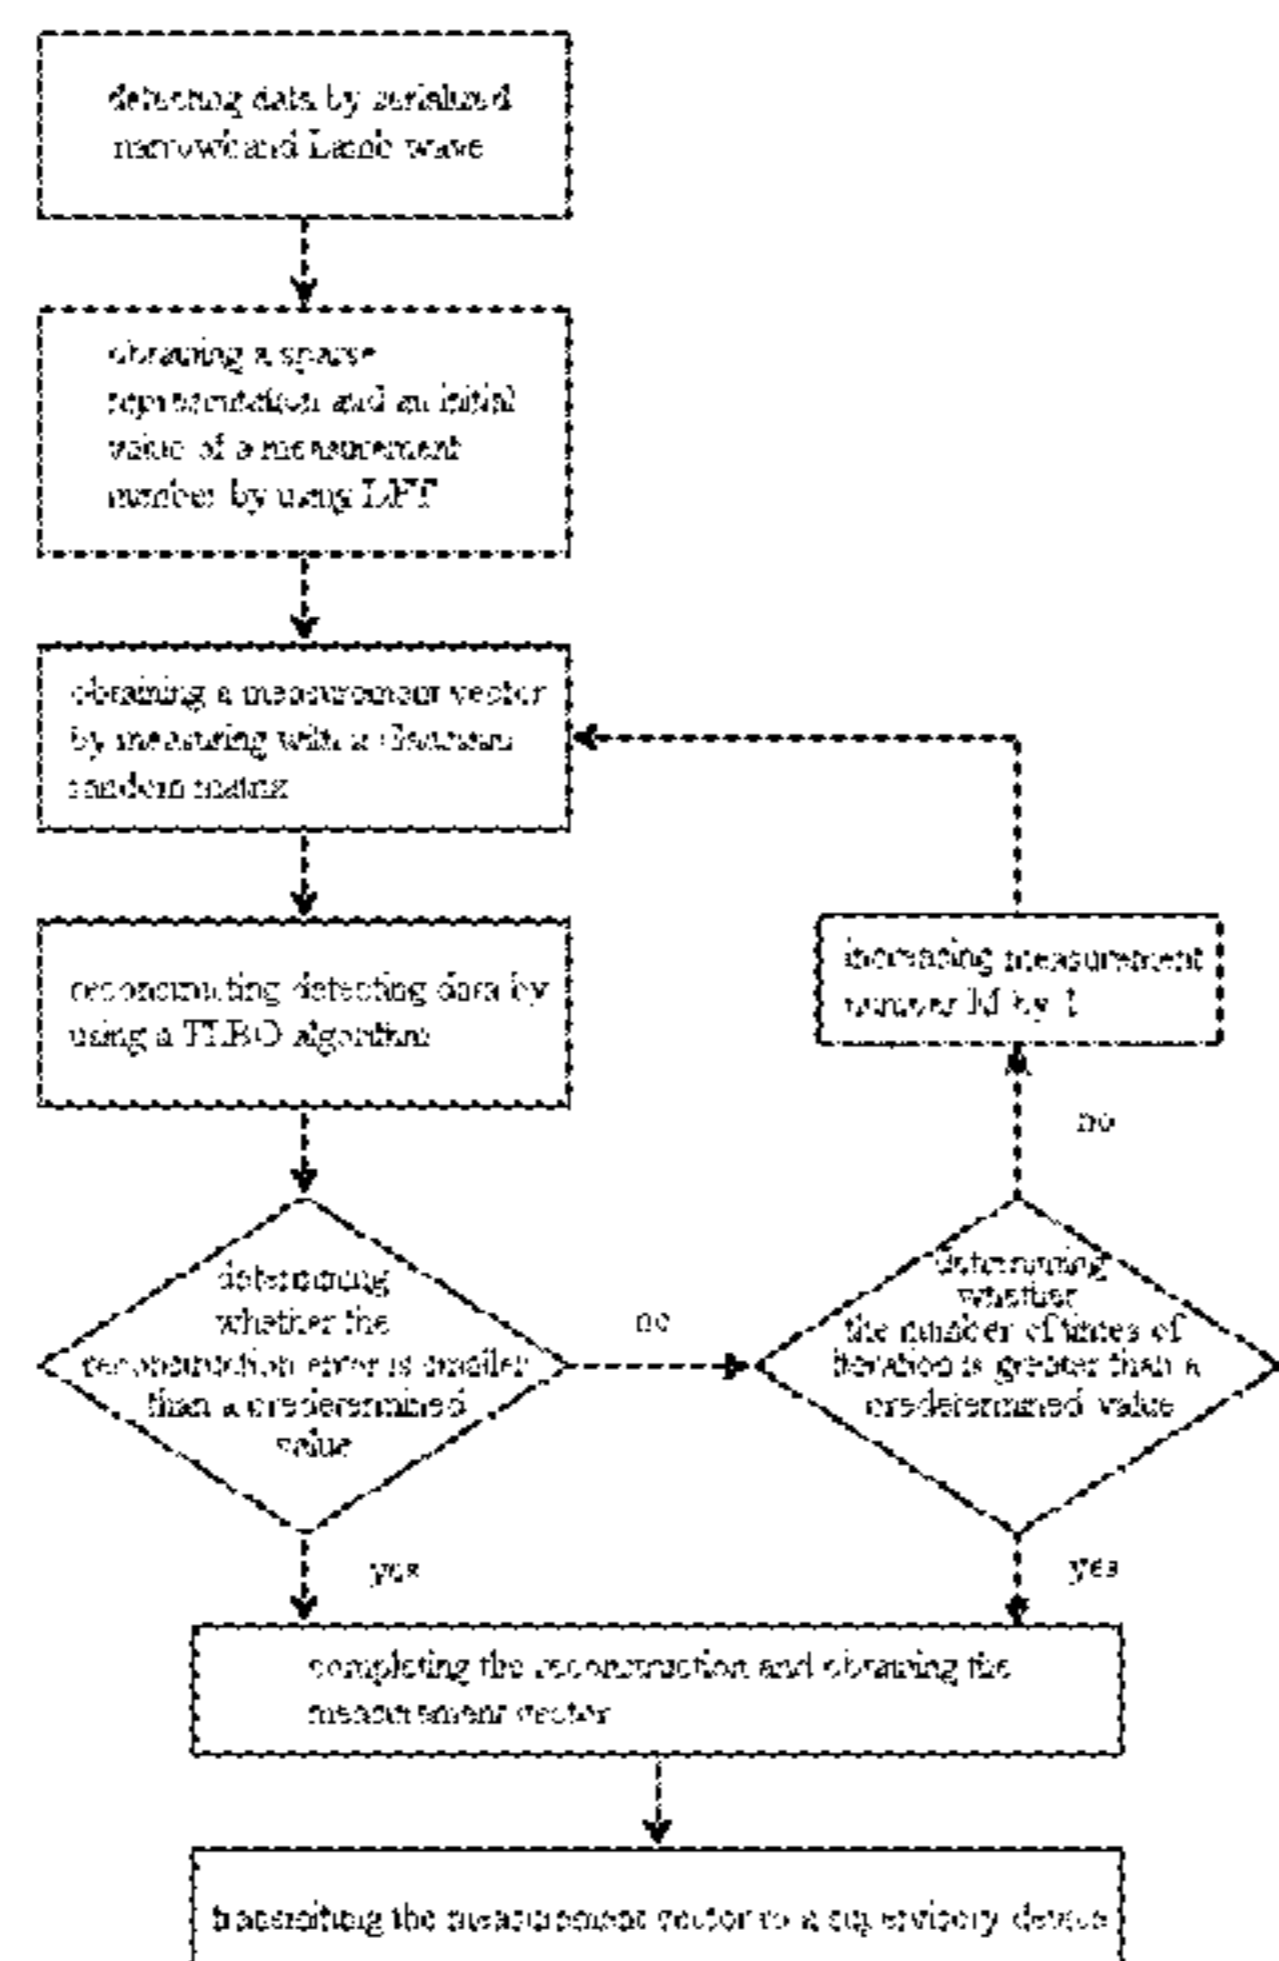 detecting data by serialized
narrowband Lamb wave
obtaining a sparse
representation and an initial
value of a measurement
number by using DFT
obtaining a measurement vector
by measuring with a Gaussian
random matrix
reconstructing detecting data by
using a TLBO algorithm
increasing measurement
number M by 1
no
determining
whether the
reconstruction error is smaller
than a predetermined
value
no
determining
whether
the number of times of
iteration is greater than a
predetermined value
yes
yes
completing the reconstruction and obtaining the
measurement vector
transmitting the measurement vector to a supervisory device